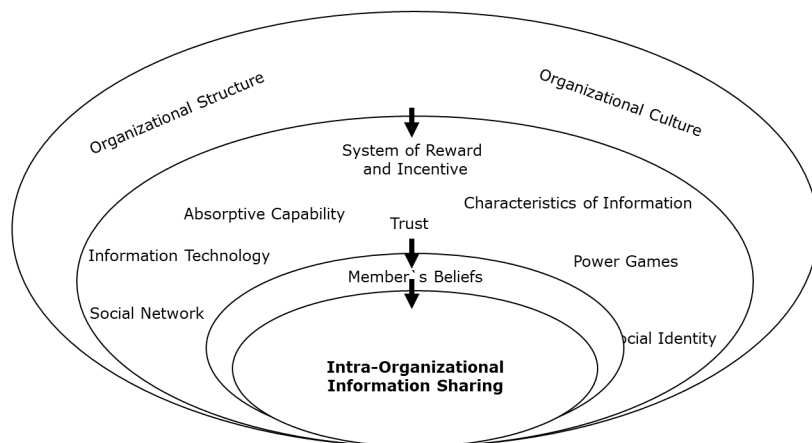 Organizational Structure
Organizational Culture
System of Reward
and Incentive
Characteristics of Information
Absorptive Capability
Trust
Information Technology
Power Games
Member`s Beliefs
Social Network
ocial Identity
Intra-Organizational
Information Sharing